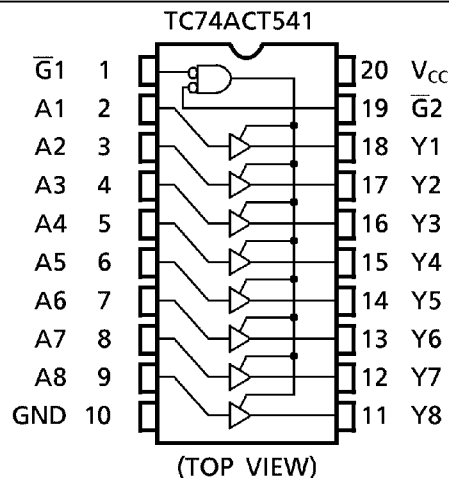 TC74ACT541
G̅1 1 20 VCC
A1 2 19 G̅2
A2 3 18 Y1
A3 4 17 Y2
A4 5 16 Y3
A5 6 15 Y4
A6 7 14 Y5
A7 8 13 Y6
A8 9 12 Y7
GND 10 11 Y8
(TOP VIEW)